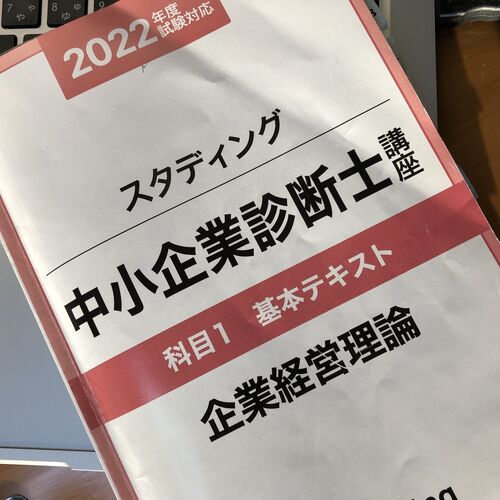 2022年度試験対応
スタディング
中小企業診断士講座
科目1 基本テキスト
企業経営理論